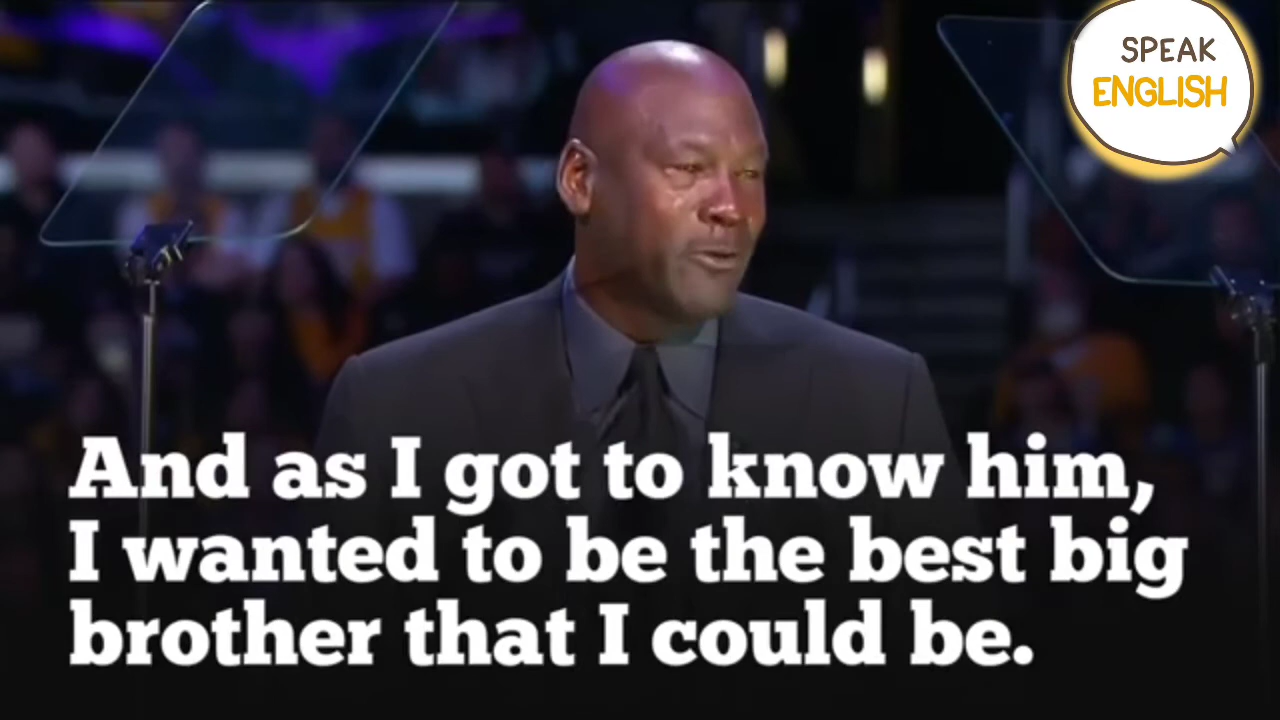 SPEAK
ENGLISH
And as I got to know him,
I wanted to be the best big
brother that I could be.